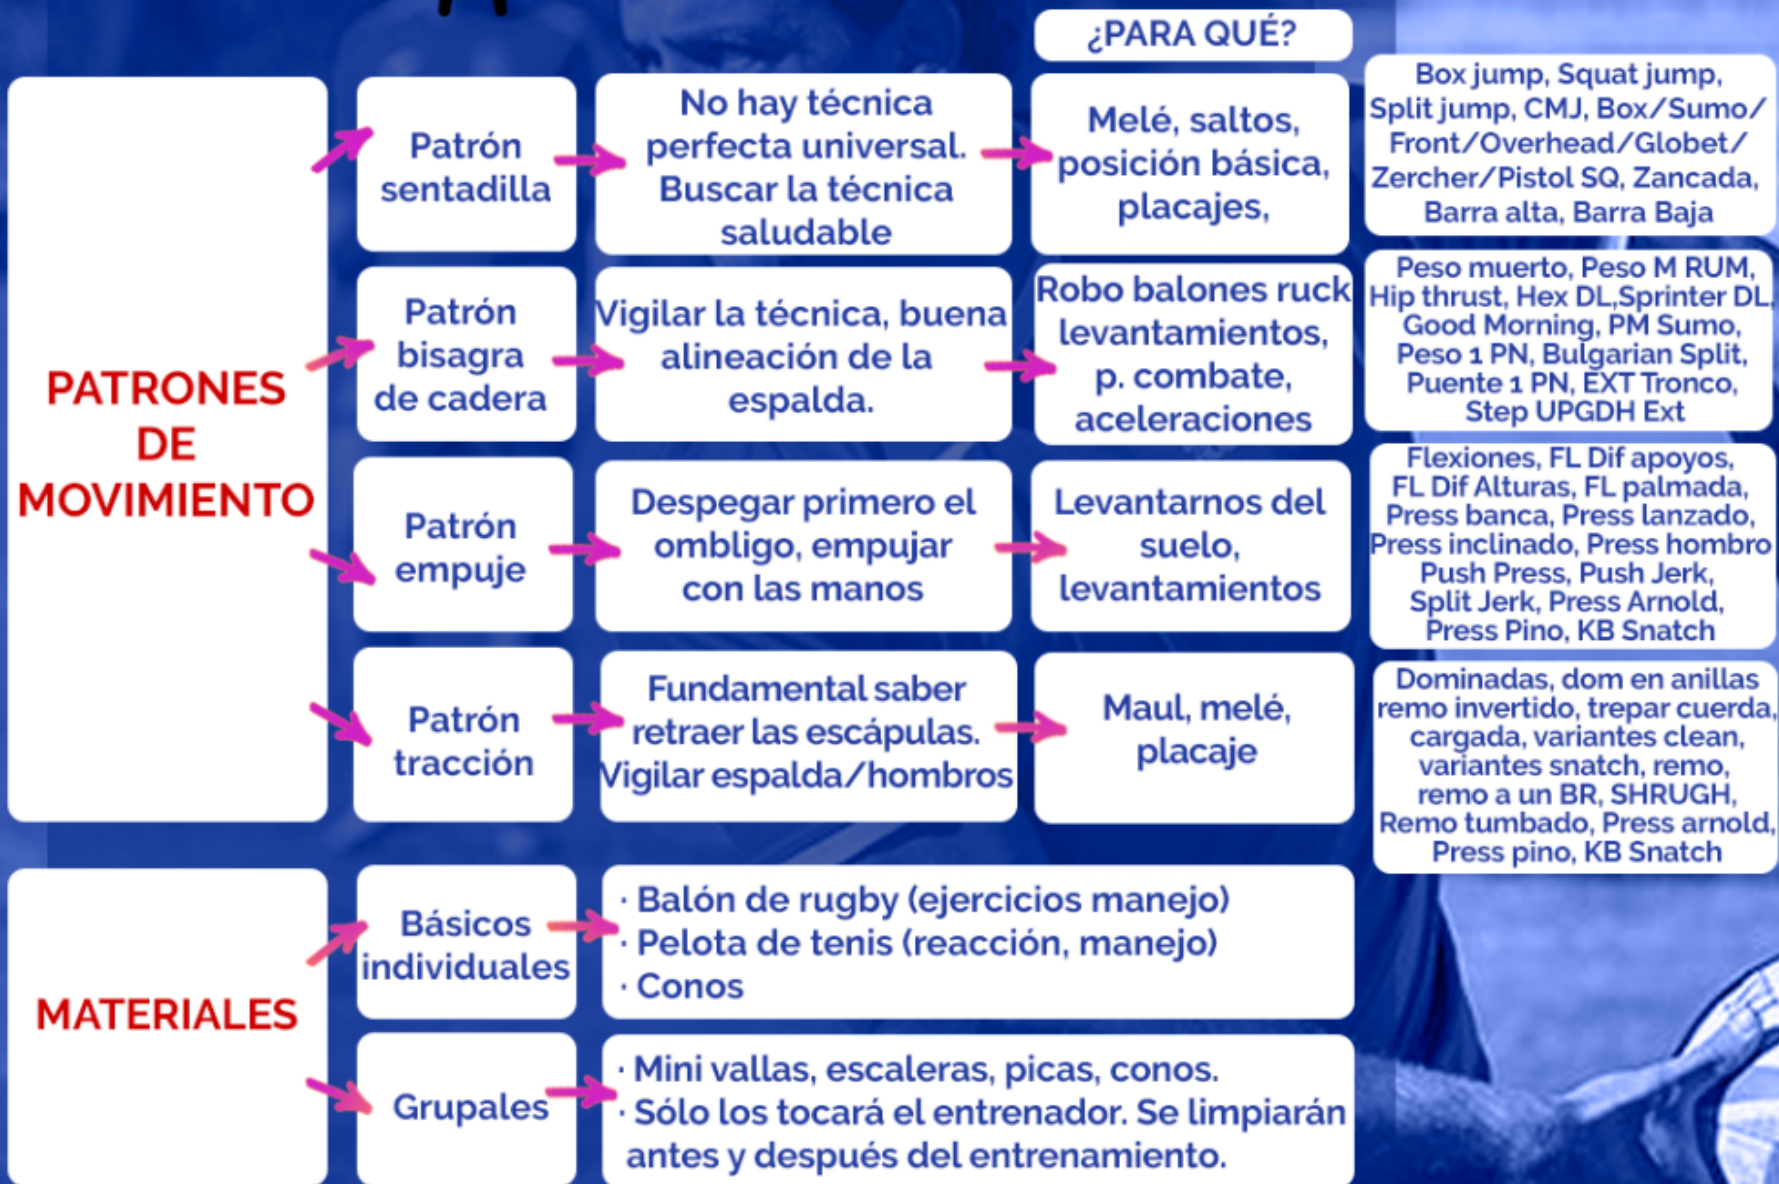 ¿PARA QUÉ?
PATRONES
DE
MOVIMIENTO
Patrón
sentadilla
No hay técnica
perfecta universal.
Buscar la técnica
saludable
Melé, saltos,
posición básica,
placajes,
Box jump, Squat jump,
Split jump, CMJ, Box/Sumo/
Front/Overhead/Globet/
Zercher/Pistol SQ, Zancada,
Barra alta, Barra Baja
Patrón
bisagra
de cadera
Vigilar la técnica, buena
alineación de la
espalda.
Robo balones ruck
levantamientos,
p. combate,
aceleraciones
Peso muerto, Peso M RUM,
Hip thrust, Hex DL,Sprinter DL,
Good Morning, PM Sumo,
Peso 1 PN, Bulgarian Split,
Puente 1 PN, EXT Tronco,
Step UPGDH Ext
Patrón
empuje
Despegar primero el
ombligo, empujar
con las manos
Levantarnos del
suelo,
levantamientos
Flexiones, FL Dif apoyos,
FL Dif Alturas, FL palmada,
Press banca, Press lanzado,
Press inclinado, Press hombro
Push Press, Push Jerk,
Split Jerk, Press Arnold,
Press Pino, KB Snatch
Patrón
tracción
Fundamental saber
retraer las escápulas.
Vigilar espalda/hombros
Maul, melé,
placaje
Dominadas, dom en anillas
remo invertido, trepar cuerda,
cargada, variantes clean,
variantes snatch, remo,
remo a un BR, SHRUGH,
Remo tumbado, Press arnold,
Press pino, KB Snatch
MATERIALES
Básicos
individuales
· Balón de rugby (ejercicios manejo)
· Pelota de tenis (reacción, manejo)
· Conos
Grupales
· Mini vallas, escaleras, picas, conos.
· Sólo los tocará el entrenador. Se limpiarán
antes y después del entrenamiento.